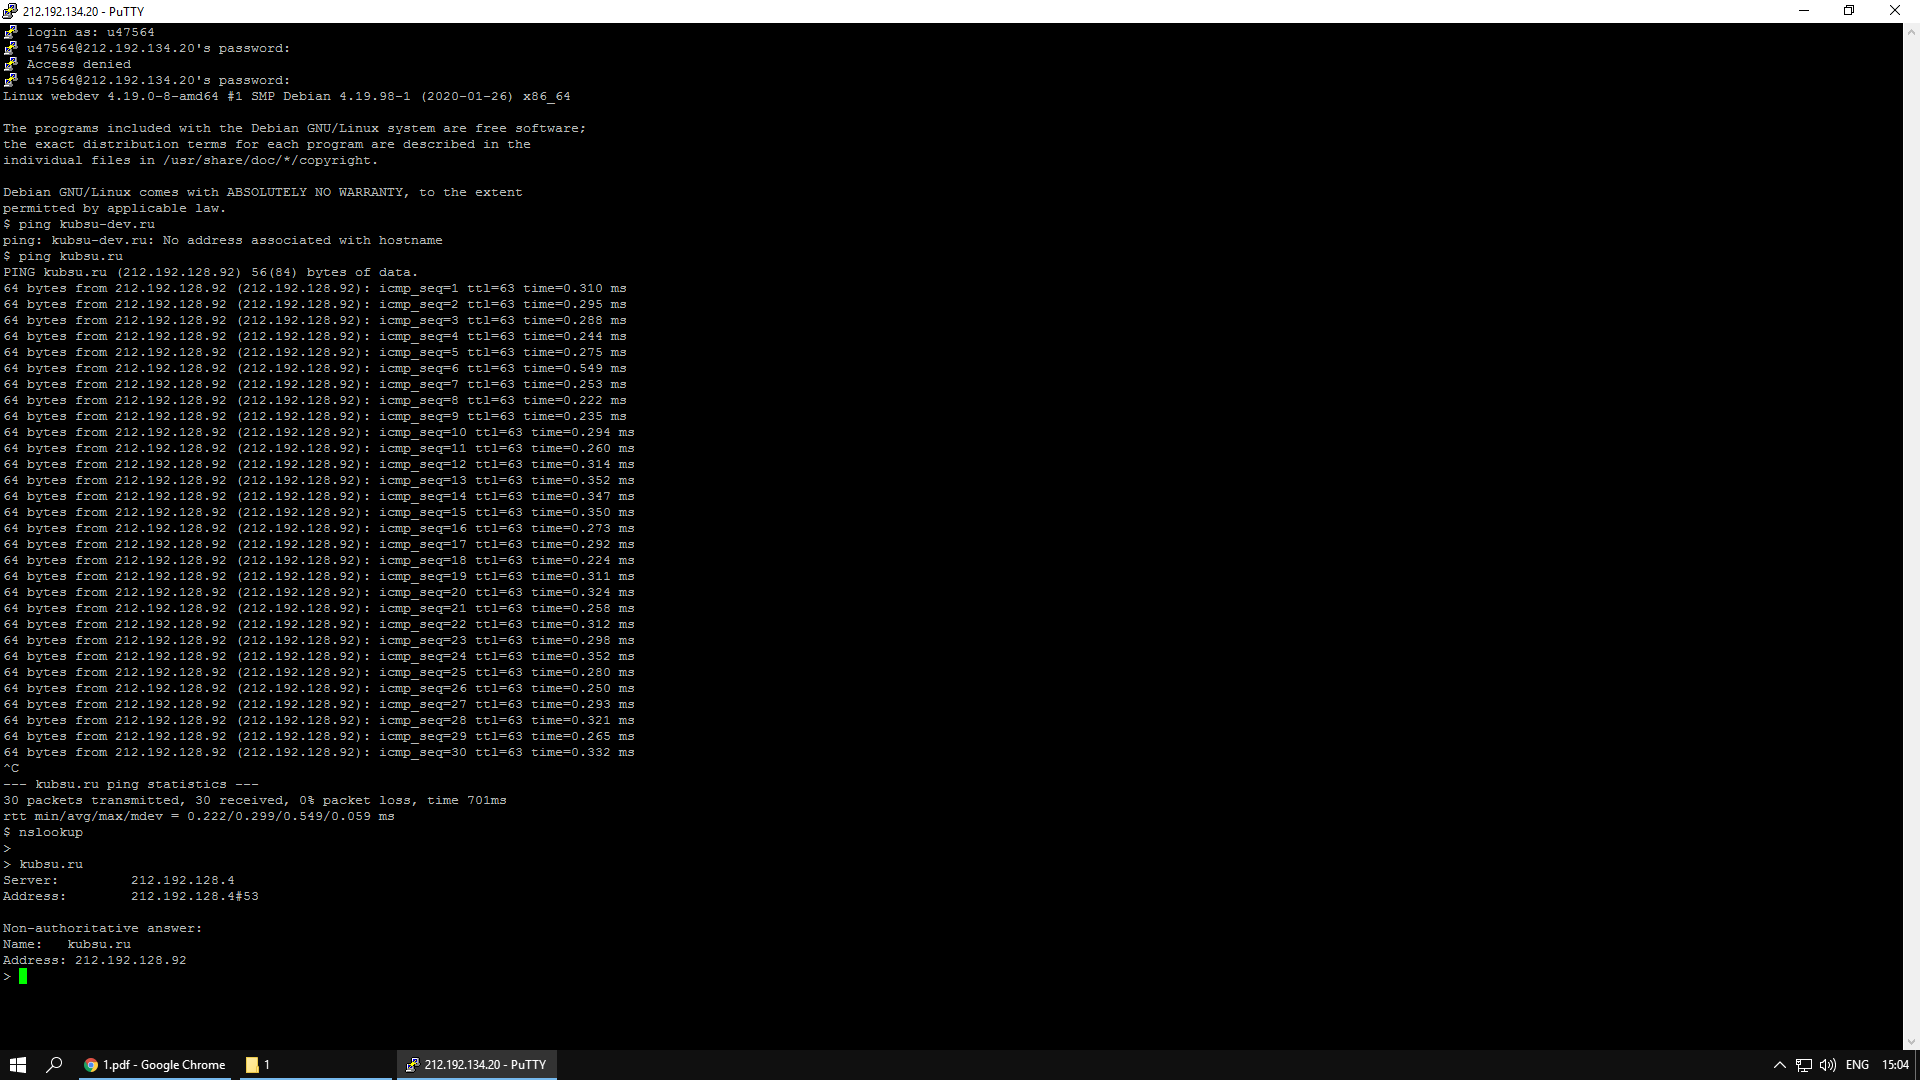 212.192.134.20 - PuTTY
login as: u47564
u47564@212.192.134.20's password:
Access denied
u47564@212.192.134.20's password:
Linux webdev 4.19.0-8-amd64 #1 SMP Debian 4.19.98-1 (2020-01-26) x86_64
The programs included with the Debian GNU/Linux system are free software;
the exact distribution terms for each program are described in the
individual files in /usr/share/doc/*/copyright.
Debian GNU/Linux comes with ABSOLUTELY NO WARRANTY, to the extent
permitted by applicable law.
$ ping kubsu-dev.ru
ping: kubsu-dev.ru: No address associated with hostname
$ ping kubsu.ru
PING kubsu.ru (212.192.128.92) 56(84) bytes of data.
64 bytes from 212.192.128.92 (212.192.128.92): icmp_seq=1 ttl=63 time=0.310 ms
64 bytes from 212.192.128.92 (212.192.128.92): icmp_seq=2 ttl=63 time=0.295 ms
64 bytes from 212.192.128.92 (212.192.128.92): icmp_seq=3 ttl=63 time=0.288 ms
64 bytes from 212.192.128.92 (212.192.128.92): icmp_seq=4 ttl=63 time=0.244 ms
64 bytes from 212.192.128.92 (212.192.128.92): icmp_seq=5 ttl=63 time=0.275 ms
64 bytes from 212.192.128.92 (212.192.128.92): icmp_seq=6 ttl=63 time=0.549 ms
64 bytes from 212.192.128.92 (212.192.128.92): icmp_seq=7 ttl=63 time=0.253 ms
64 bytes from 212.192.128.92 (212.192.128.92): icmp_seq=8 ttl=63 time=0.222 ms
64 bytes from 212.192.128.92 (212.192.128.92): icmp_seq=9 ttl=63 time=0.235 ms
64 bytes from 212.192.128.92 (212.192.128.92): icmp_seq=10 ttl=63 time=0.294 ms
64 bytes from 212.192.128.92 (212.192.128.92): icmp_seq=11 ttl=63 time=0.260 ms
64 bytes from 212.192.128.92 (212.192.128.92): icmp_seq=12 ttl=63 time=0.314 ms
64 bytes from 212.192.128.92 (212.192.128.92): icmp_seq=13 ttl=63 time=0.352 ms
64 bytes from 212.192.128.92 (212.192.128.92): icmp_seq=14 ttl=63 time=0.347 ms
64 bytes from 212.192.128.92 (212.192.128.92): icmp_seq=15 ttl=63 time=0.350 ms
64 bytes from 212.192.128.92 (212.192.128.92): icmp_seq=16 ttl=63 time=0.273 ms
64 bytes from 212.192.128.92 (212.192.128.92): icmp_seq=17 ttl=63 time=0.292 ms
64 bytes from 212.192.128.92 (212.192.128.92): icmp_seq=18 ttl=63 time=0.224 ms
64 bytes from 212.192.128.92 (212.192.128.92): icmp_seq=19 ttl=63 time=0.311 ms
64 bytes from 212.192.128.92 (212.192.128.92): icmp_seq=20 ttl=63 time=0.324 ms
64 bytes from 212.192.128.92 (212.192.128.92): icmp_seq=21 ttl=63 time=0.258 ms
64 bytes from 212.192.128.92 (212.192.128.92): icmp_seq=22 ttl=63 time=0.312 ms
64 bytes from 212.192.128.92 (212.192.128.92): icmp_seq=23 ttl=63 time=0.298 ms
64 bytes from 212.192.128.92 (212.192.128.92): icmp_seq=24 ttl=63 time=0.352 ms
64 bytes from 212.192.128.92 (212.192.128.92): icmp_seq=25 ttl=63 time=0.280 ms
64 bytes from 212.192.128.92 (212.192.128.92): icmp_seq=26 ttl=63 time=0.250 ms
64 bytes from 212.192.128.92 (212.192.128.92): icmp_seq=27 ttl=63 time=0.293 ms
64 bytes from 212.192.128.92 (212.192.128.92): icmp_seq=28 ttl=63 time=0.321 ms
64 bytes from 212.192.128.92 (212.192.128.92): icmp_seq=29 ttl=63 time=0.265 ms
64 bytes from 212.192.128.92 (212.192.128.92): icmp_seq=30 ttl=63 time=0.332 ms
^C
--- kubsu.ru ping statistics ---
30 packets transmitted, 30 received, 0% packet loss, time 701ms
rtt min/avg/max/mdev = 0.222/0.299/0.549/0.059 ms
$ nslookup
>
> kubsu.ru
Server: 212.192.128.4
Address: 212.192.128.4#53
Non-authoritative answer:
Name: kubsu.ru
Address: 212.192.128.92
>
1.pdf - Google Chrome 1 212.192.134.20 - PuTTY ENG 15:04